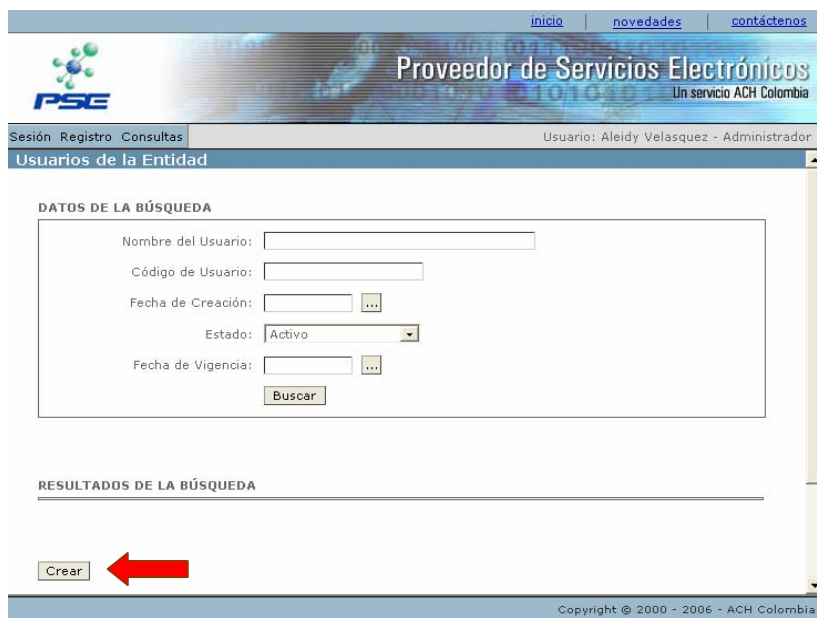 inicio | novedades | contáctenos
PSE
Proveedor de Servicios Electrónicos
Un servicio ACH Colombia
Sesión Registro Consultas
Usuario: Aleidy Velasquez - Administrador
Usuarios de la Entidad
DATOS DE LA BÚSQUEDA
Nombre del Usuario:
Código de Usuario:
Fecha de Creación: ...
Estado: Activo
Fecha de Vigencia: ...
Buscar
RESULTADOS DE LA BÚSQUEDA
Crear
Copyright © 2000 - 2006 - ACH Colombia